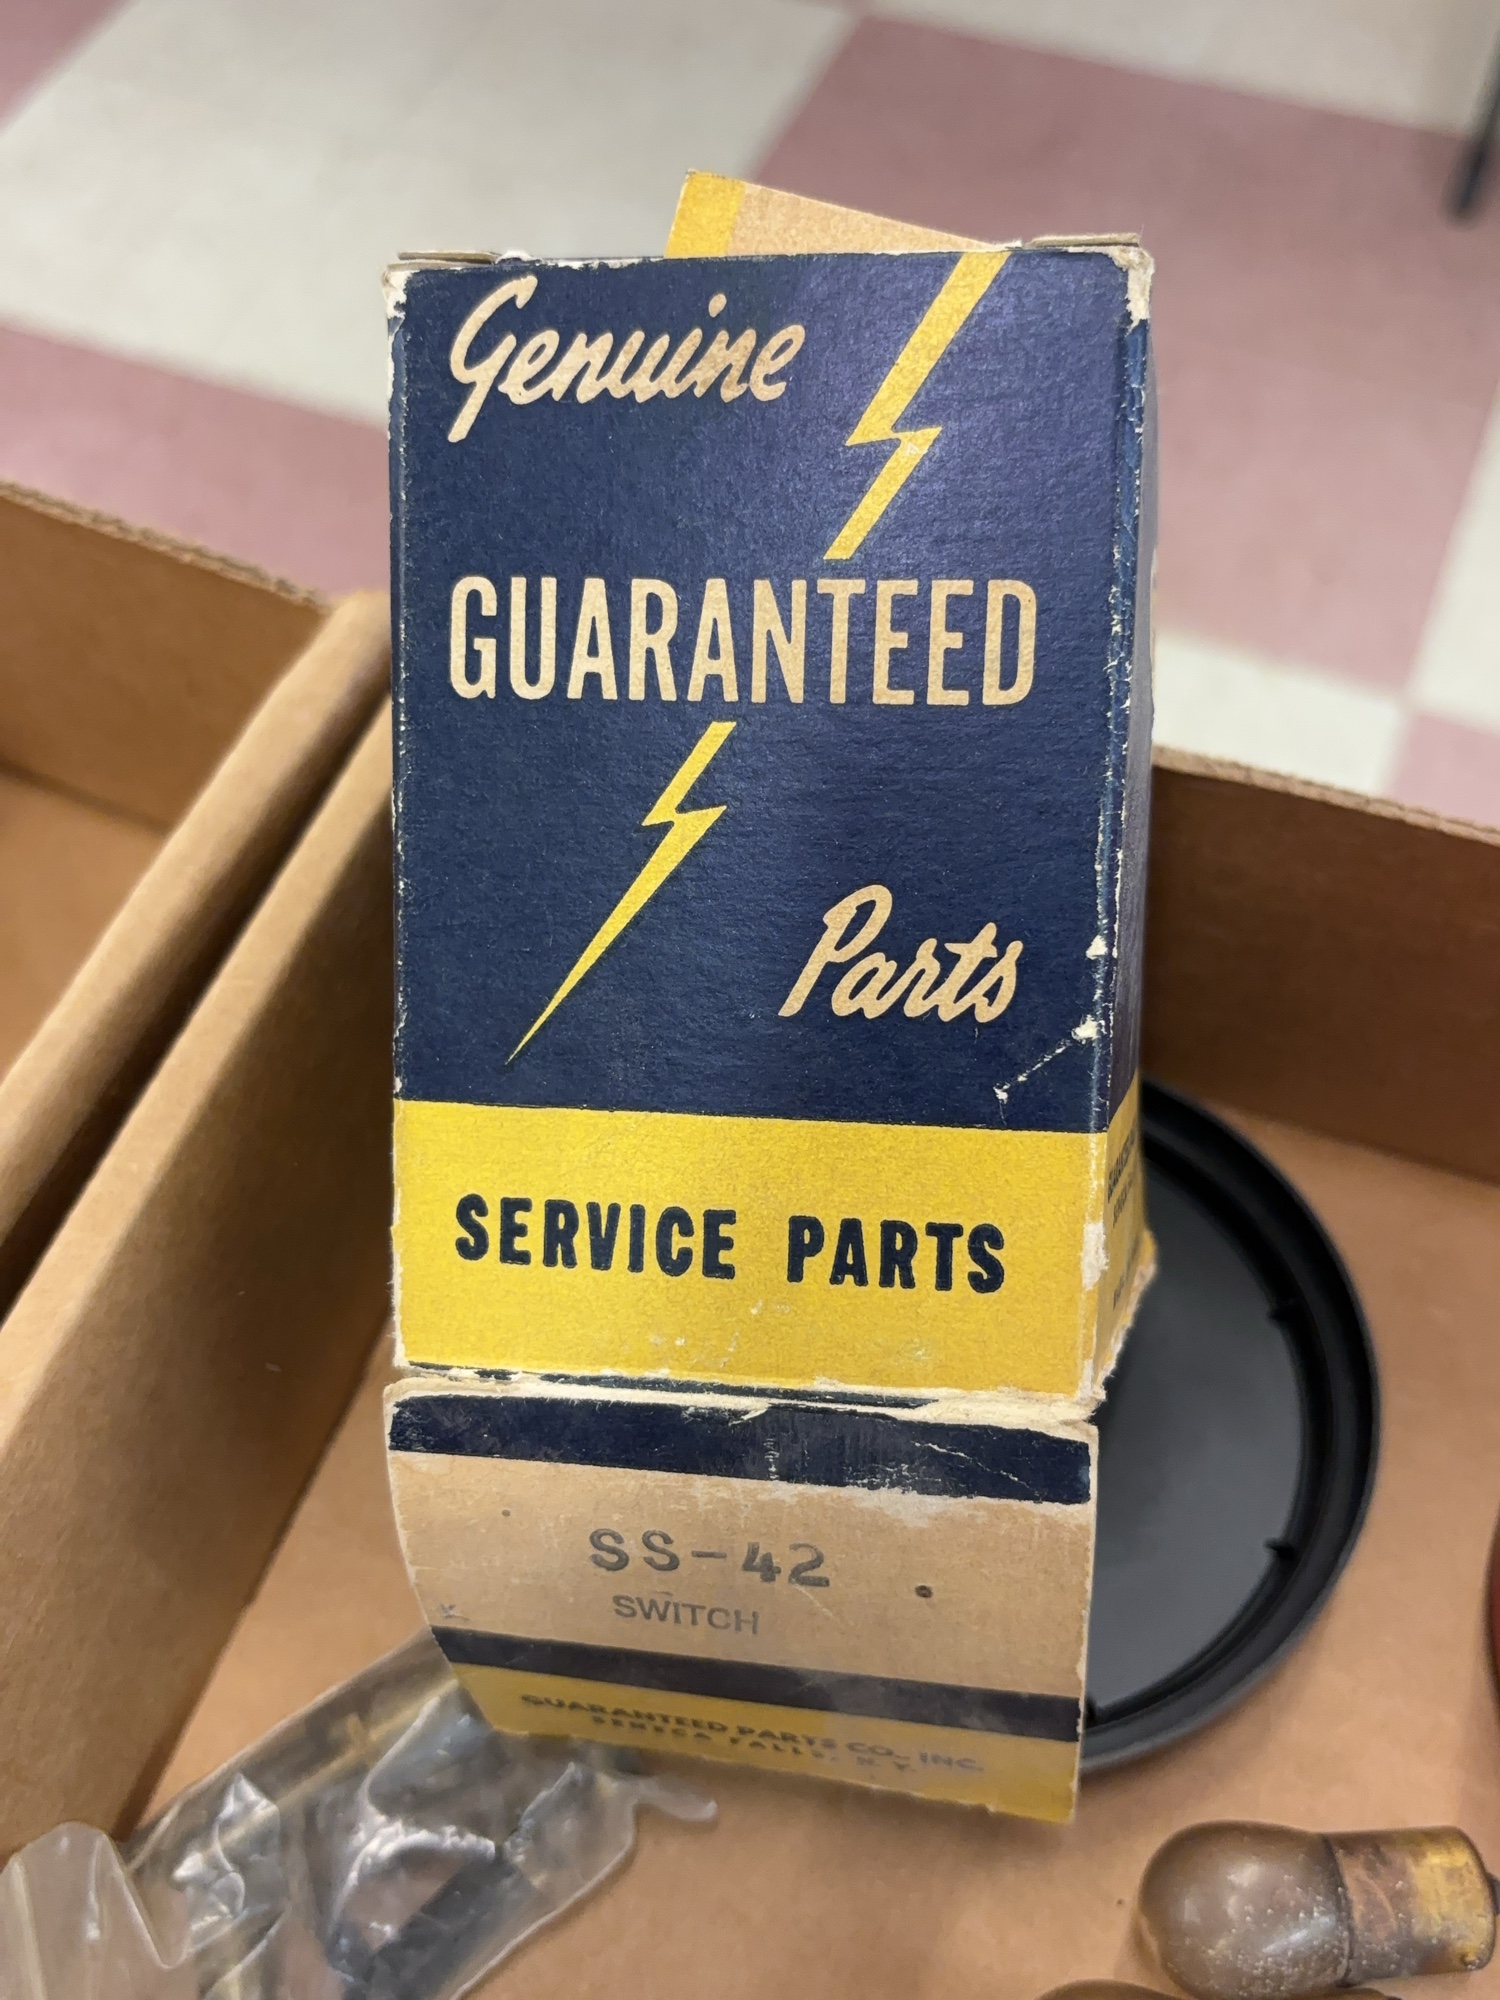 Genuine
GUARANTEED
Parts
SERVICE PARTS
SS-42
SWITCH
GUARANTEED PARTS CO., INC.
SENECA FALLS, N. Y.